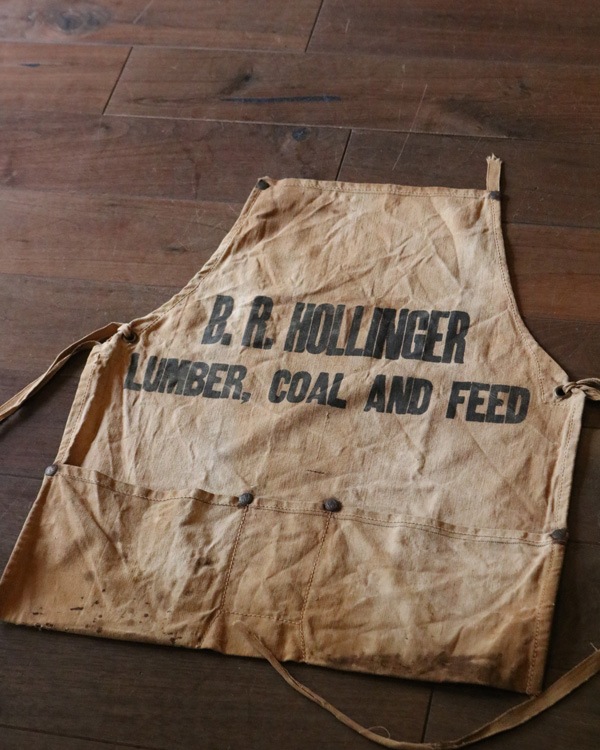 B. R. HOLLINGER
LUMBER, COAL AND FEED